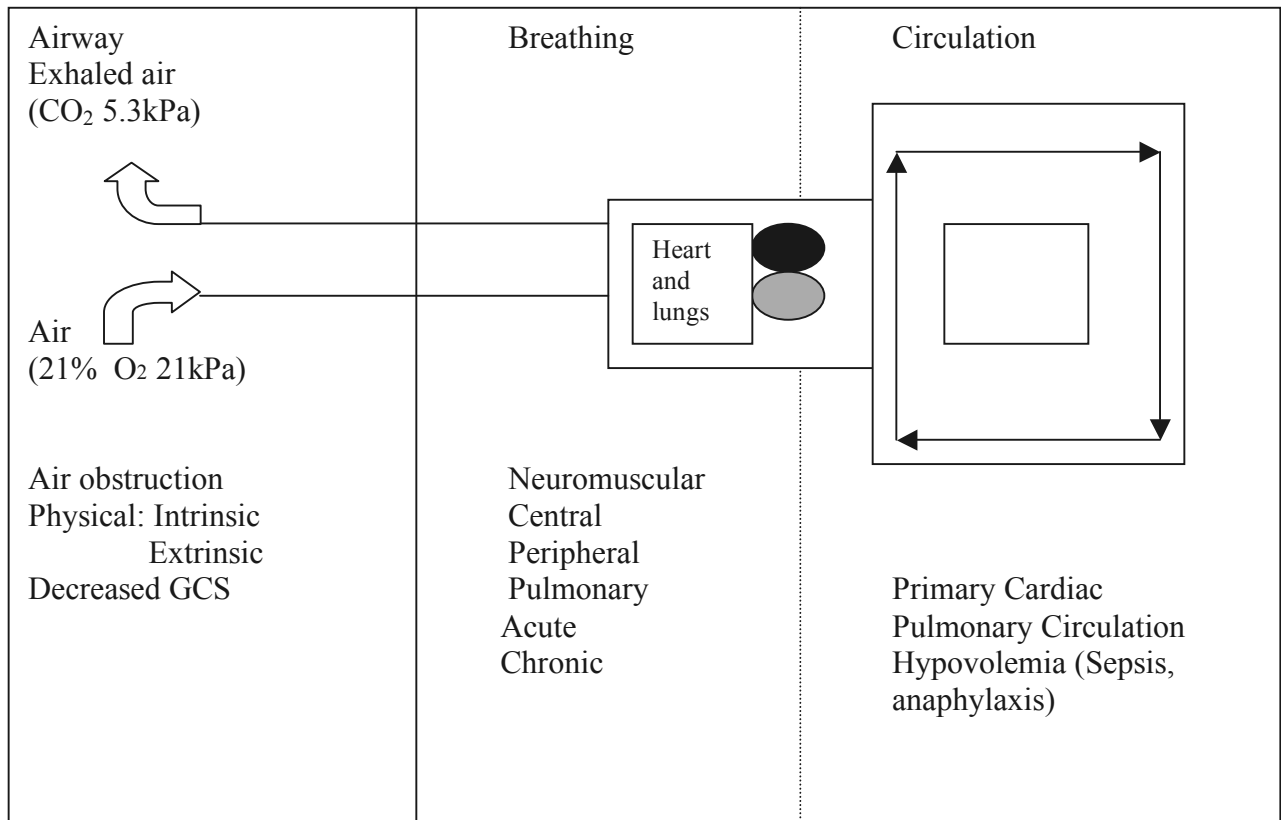 Airway
Exhaled air
(CO₂ 5.3kPa)
Air
(21% O₂ 21kPa)
Air obstruction
Physical: Intrinsic
Extrinsic
Decreased GCS
Breathing
Heart
and
lungs
Neuromuscular
Central
Peripheral
Pulmonary
Acute
Chronic
Circulation
Primary Cardiac
Pulmonary Circulation
Hypovolemia (Sepsis,
anaphylaxis)